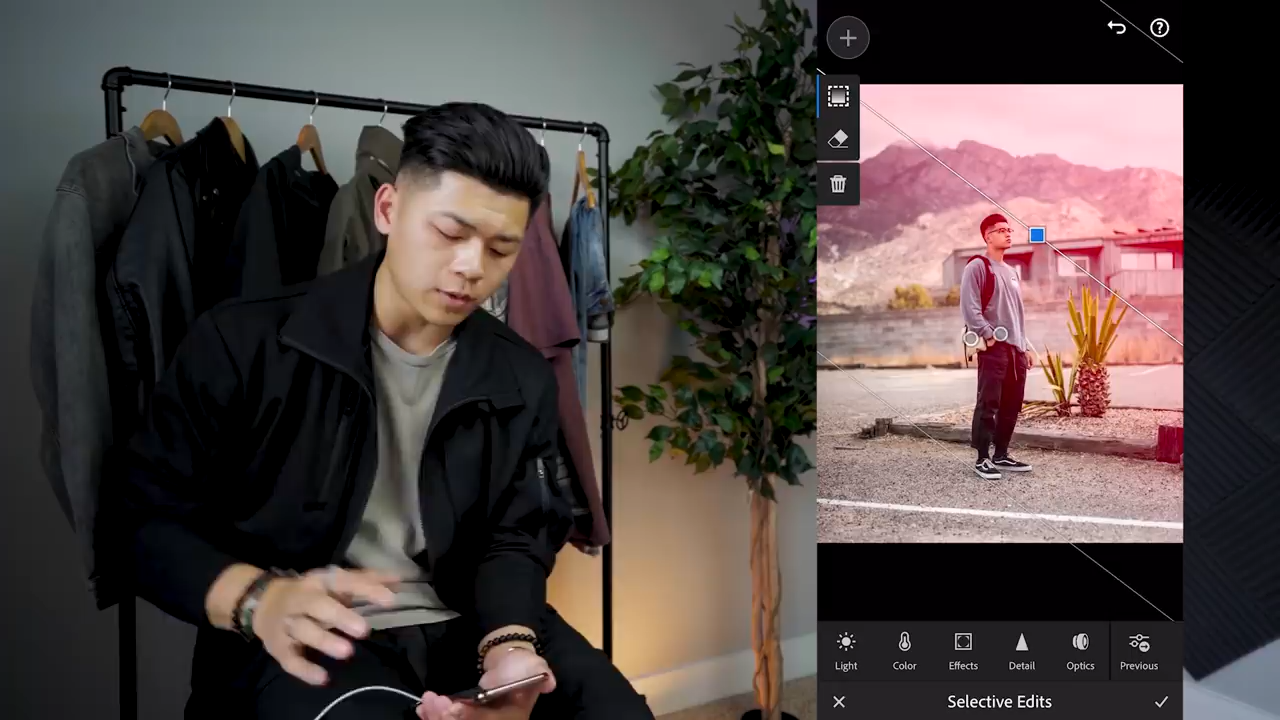 Light
Color
Effects
Detail
Optics
Previous
Selective Edits